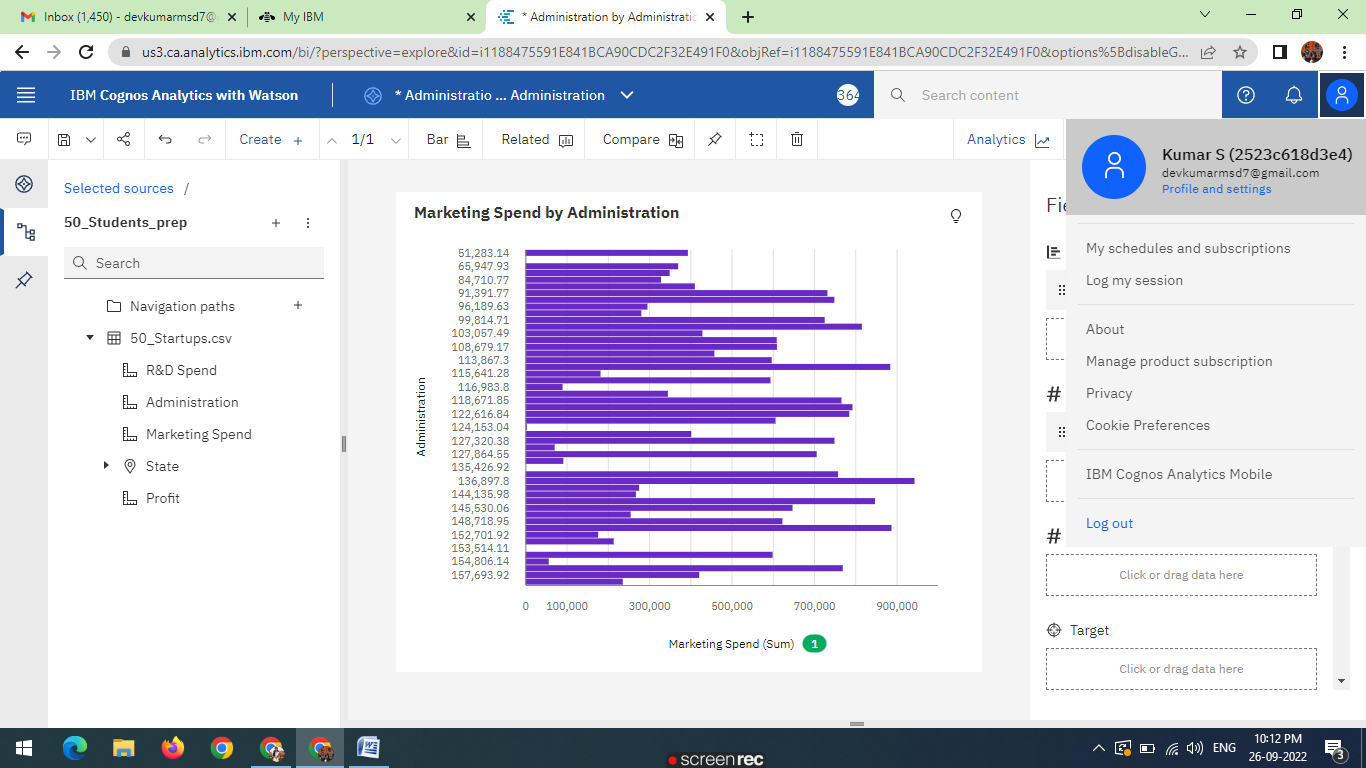 Inbox (1,450) - devkumarmsd7@
My IBM
* Administration by Administratio
us3.ca.analytics.ibm.com/bi/?perspective=explore&id=i1188475591E841BCA90CDC2F32E491F0&objRef=i1188475591E841BCA90CDC2F32E491F0&options%5BdisableG...
IBM Cognos Analytics with Watson
* Administratio ... Administration
364
Search content
Create +
1/1
Bar
Related
Compare
Analytics
Kumar S (2523c618d3e4)
devkumarmsd7@gmail.com
Profile and settings
My schedules and subscriptions
Log my session
About
Manage product subscription
Privacy
Cookie Preferences
IBM Cognos Analytics Mobile
Log out
Selected sources /
50_Students_prep
Search
Navigation paths
50_Startups.csv
R&D Spend
Administration
Marketing Spend
State
Profit
Marketing Spend by Administration
Administration
51,283.14
65,947.93
84,710.77
91,391.77
96,189.63
99,814.71
103,057.49
108,679.17
113,867.3
115,641.28
116,983.8
118,671.85
122,616.84
124,153.04
127,320.38
127,864.55
135,426.92
136,897.8
144,135.98
145,530.06
148,718.95
152,701.92
153,514.11
154,806.14
157,693.92
0 100,000 300,000 500,000 700,000 900,000
Marketing Spend (Sum) 1
Fie
#
#
Click or drag data here
Target
Click or drag data here
screenrec
ENG
10:12 PM
26-09-2022
3